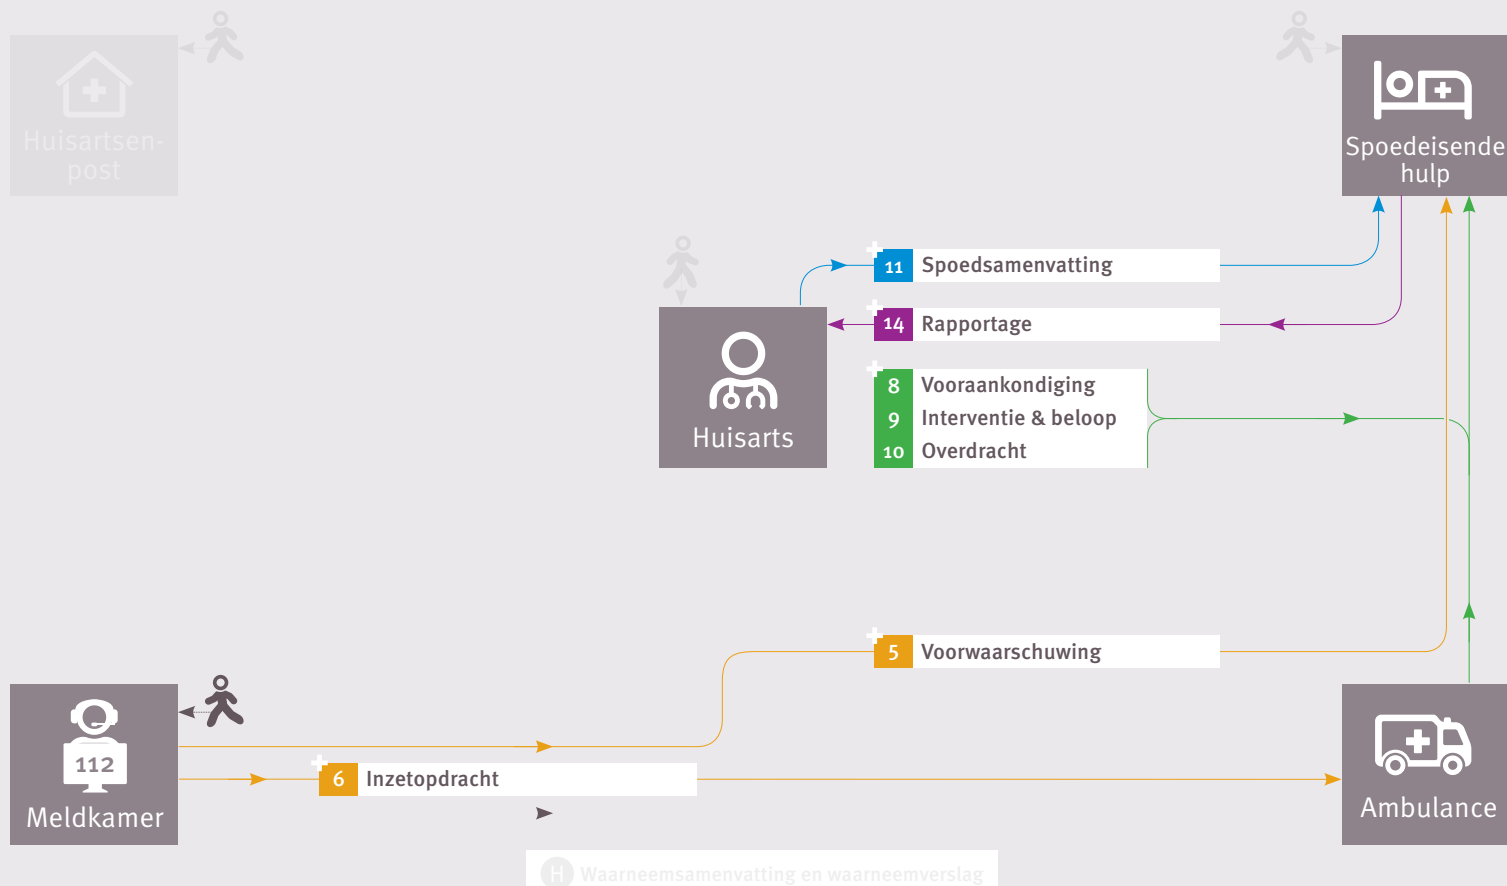 Huisartsen-
post
Spoedeisende
hulp
11 Spoedsamenvatting
14 Rapportage
Huisarts
8 Vooraankondiging
9 Interventie & beloop
10 Overdracht
5 Voorwaarschuwing
112
Meldkamer
6 Inzetopdracht
Ambulance
H Waarneemsamenvatting en waarneemverslag